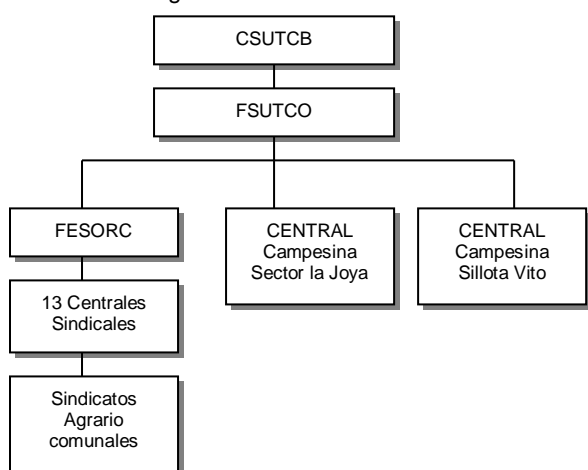 CSUTCB
FSUTCO
FESORC
CENTRAL
Campesina
Sector la Joya
CENTRAL
Campesina
Sillota Vito
13 Centrales
Sindicales
Sindicatos
Agrario
comunales